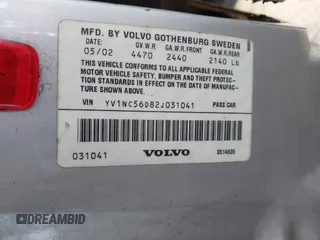 MFD. BY VOLVO GOTHENBURG SWEDEN
DATE: G.V.W.R GA.W.R.FRONT GA.W.R.REAR
05/02 4470 2440 2140 Lb
THIS VEHICLE CONFORMS TO ALL APPLICABLE FEDERAL
MOTOR VEHICLE SAFETY, BUMPER AND THEFT PROTEC-
TION STANDARDS IN EFFECT ON THE DATE OF MANUFAC-
TURE SHOWN ABOVE.
VIN YV1NC56D82J031041 PASS CAR
031041 VOLVO 3514635
DREAMBID